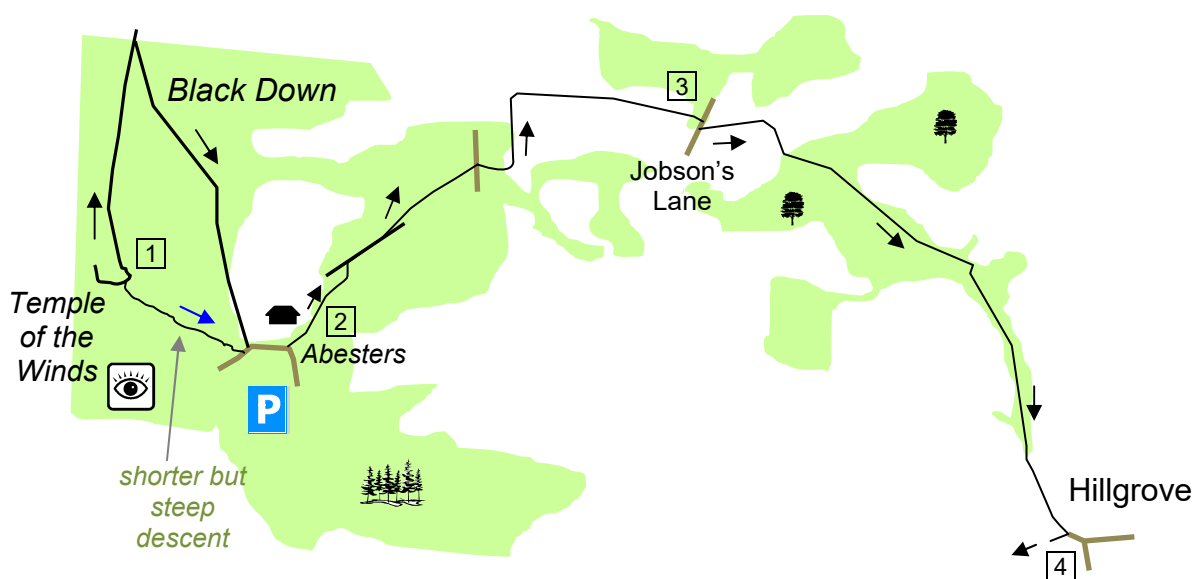 Black Down
3
Jobson's
Lane
1
Temple
of the
Winds
2
Abesters
P
shorter but
steep
descent
Hillgrove
4